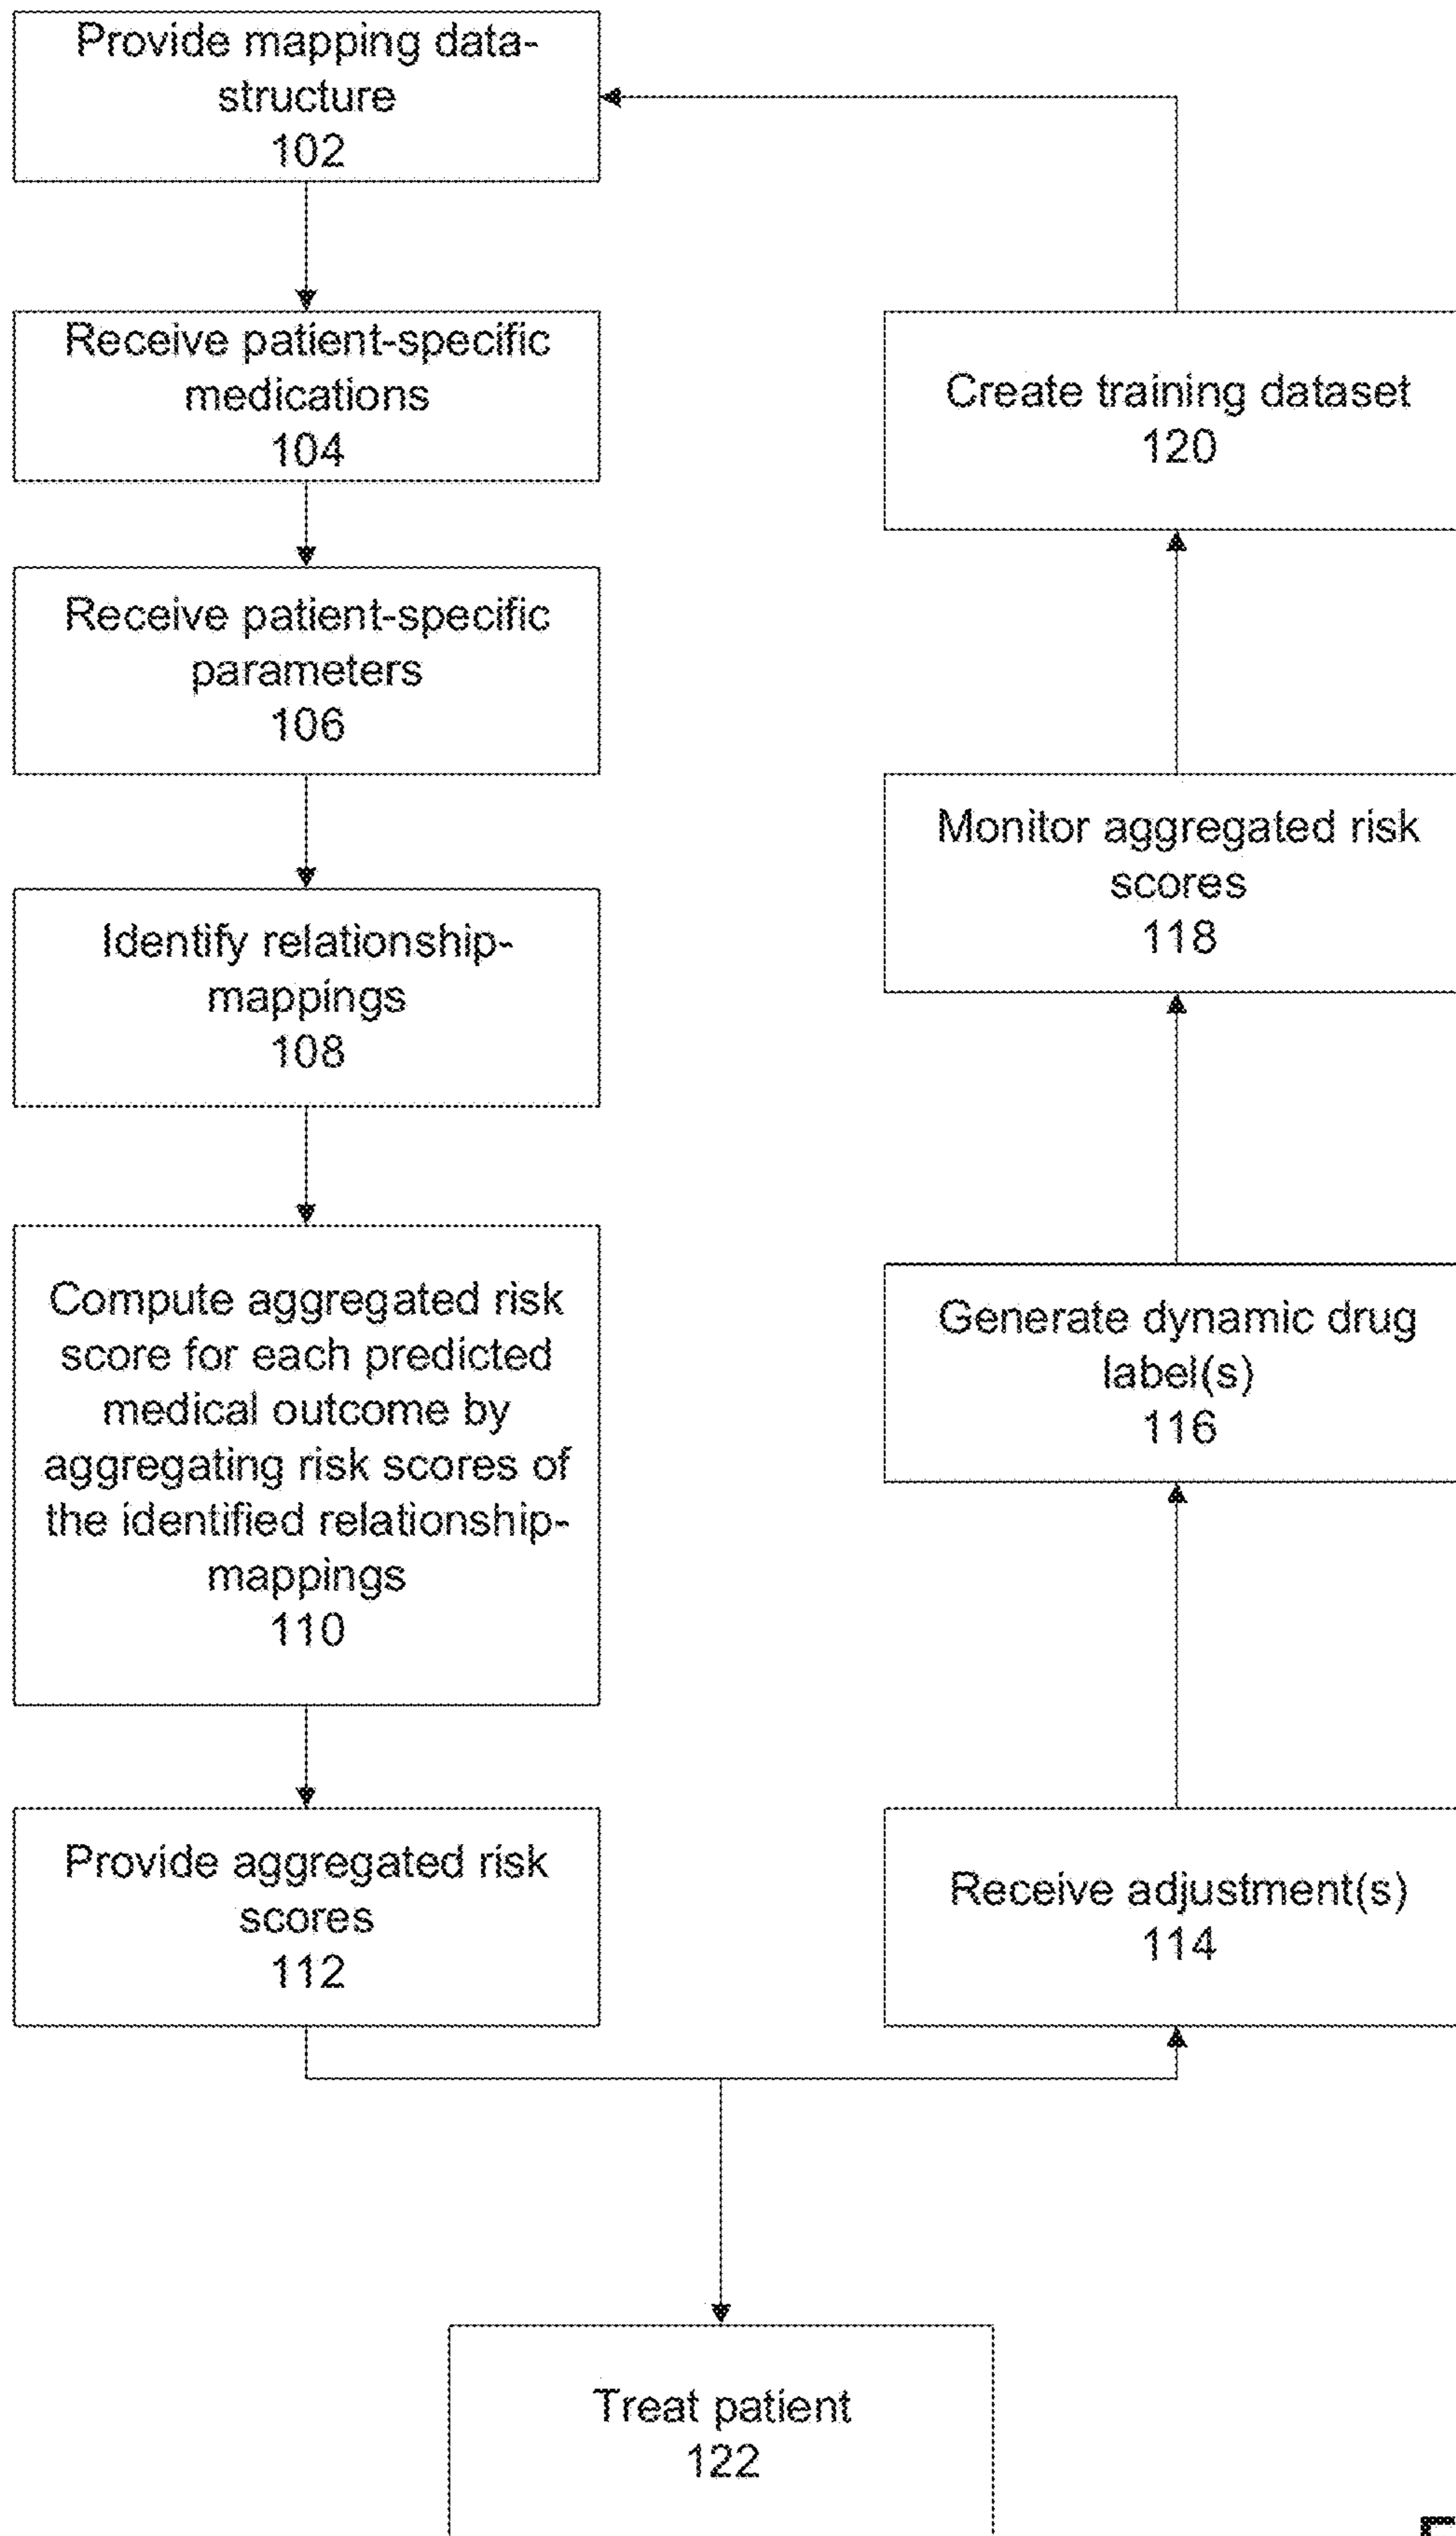 Provide mapping data-
structure
102
Receive patient-specific
medications
104
Receive patient-specific
parameters
106
Identify relationship-
mappings
108
Compute aggregated risk
score for each predicted
medical outcome by
aggregating risk scores of
the identified relationship-
mappings
110
Provide aggregated risk
scores
112
Create training dataset
120
Monitor aggregated risk
scores
118
Generate dynamic drug
label(s)
116
Receive adjustment(s)
114
Treat patient
122